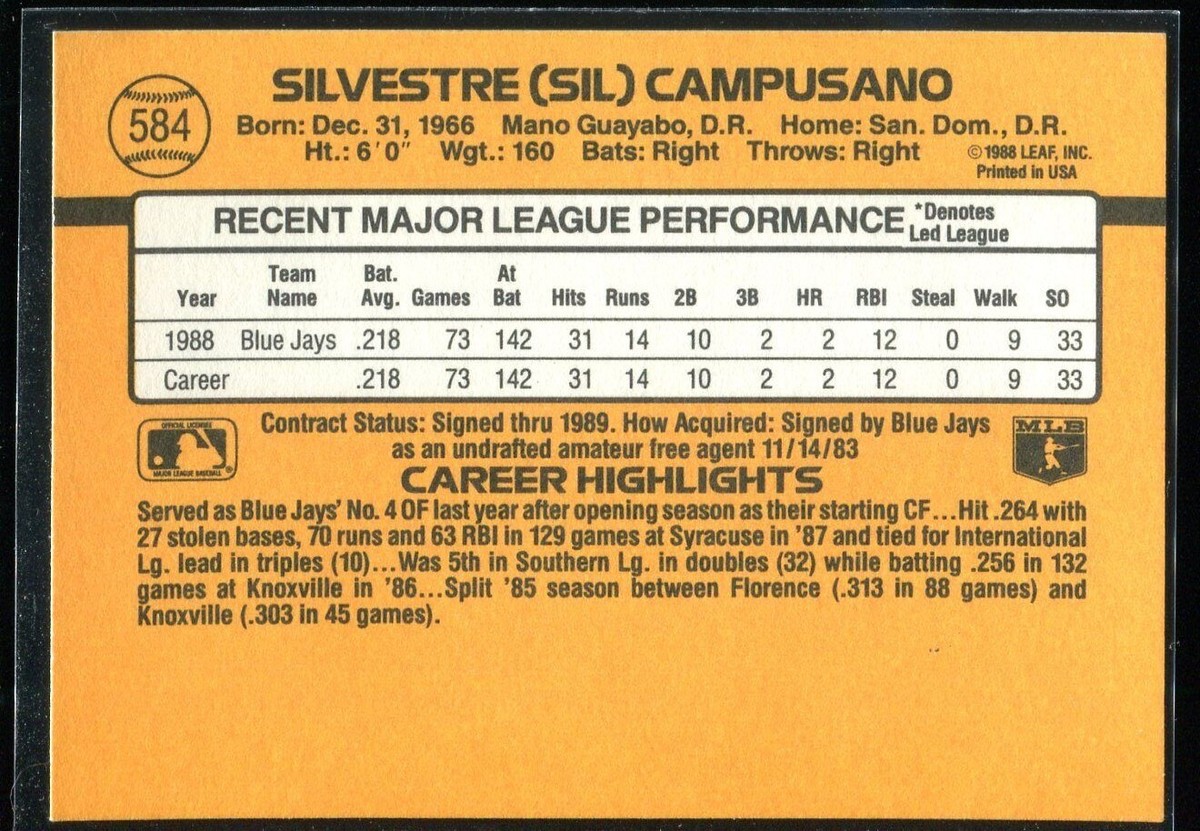 584
SILVESTRE (SIL) CAMPUSANO
Born: Dec. 31, 1966 Mano Guayabo, D.R. Home: San. Dom., D.R.
Ht.: 6'0" Wgt.: 160 Bats: Right Throws: Right
©1988 LEAF, INC.
Printed in USA
RECENT MAJOR LEAGUE PERFORMANCE *Denotes Led League
Year Team Name Bat. Avg. Games At Bat Hits Runs 2B 3B HR RBI Steal Walk SO
1988 Blue Jays .218 73 142 31 14 10 2 2 12 0 9 33
Career .218 73 142 31 14 10 2 2 12 0 9 33
OFFICIAL LICENSEE
MAJOR LEAGUE BASEBALL ®
Contract Status: Signed thru 1989. How Acquired: Signed by Blue Jays
as an undrafted amateur free agent 11/14/83
MLB
CAREER HIGHLIGHTS
Served as Blue Jays' No. 4 OF last year after opening season as their starting CF...Hit .264 with
27 stolen bases, 70 runs and 63 RBI in 129 games at Syracuse in '87 and tied for International
Lg. lead in triples (10)...Was 5th in Southern Lg. in doubles (32) while batting .256 in 132
games at Knoxville in '86...Split '85 season between Florence (.313 in 88 games) and
Knoxville (.303 in 45 games).